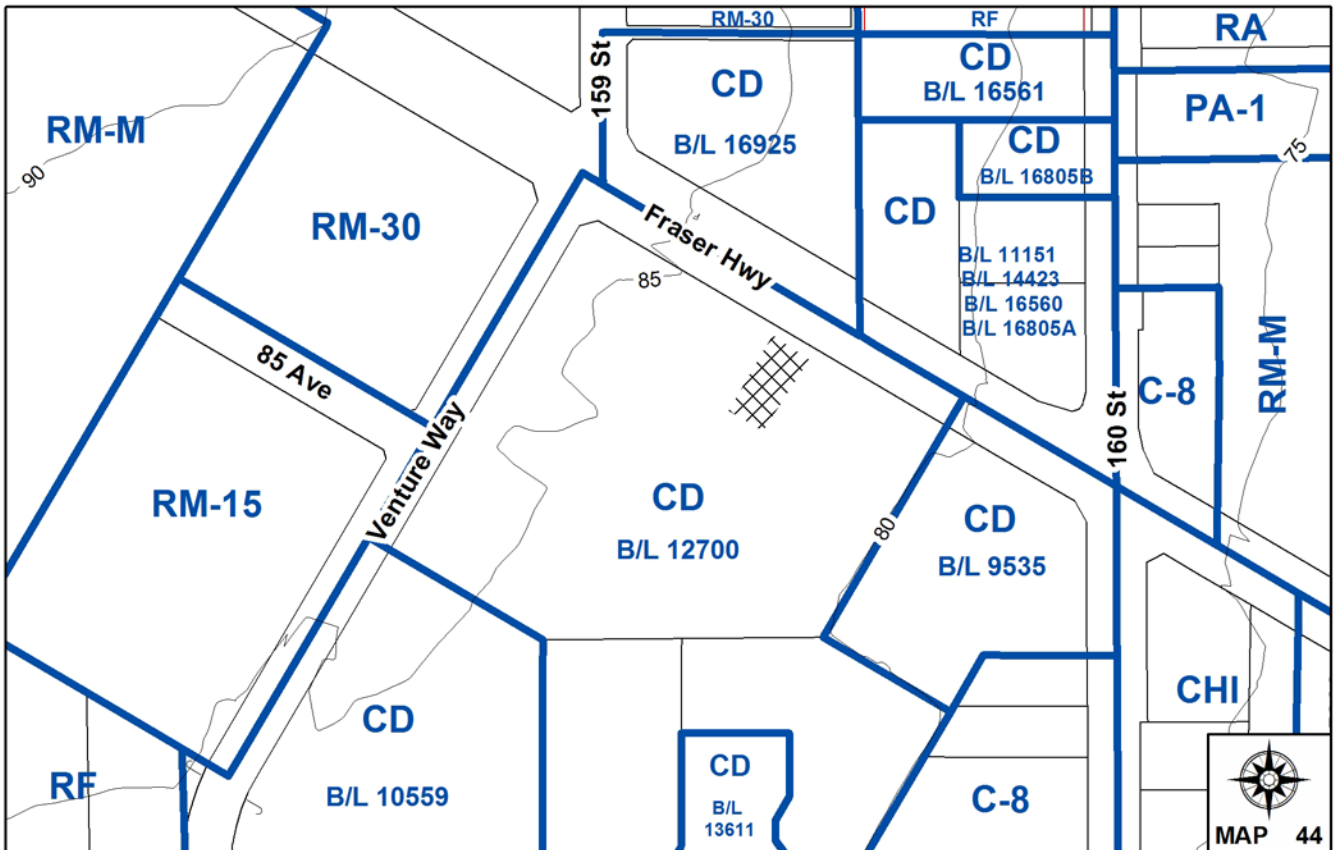 RM-30
RF
RA
159 St
CD
B/L 16925
CD
B/L 16561
PA-1
RM-M
90
CD
B/L 16805B
75
RM-30
CD
Fraser Hwy
B/L 11151
B/L 14423
B/L 16560
B/L 16805A
85
85 Ave
RM-M
C-8
160 St
Venture Way
RM-15
CD
B/L 12700
80
CD
B/L 9535
CHI
CD
B/L 10559
RF
CD
B/L
13611
C-8
MAP 44